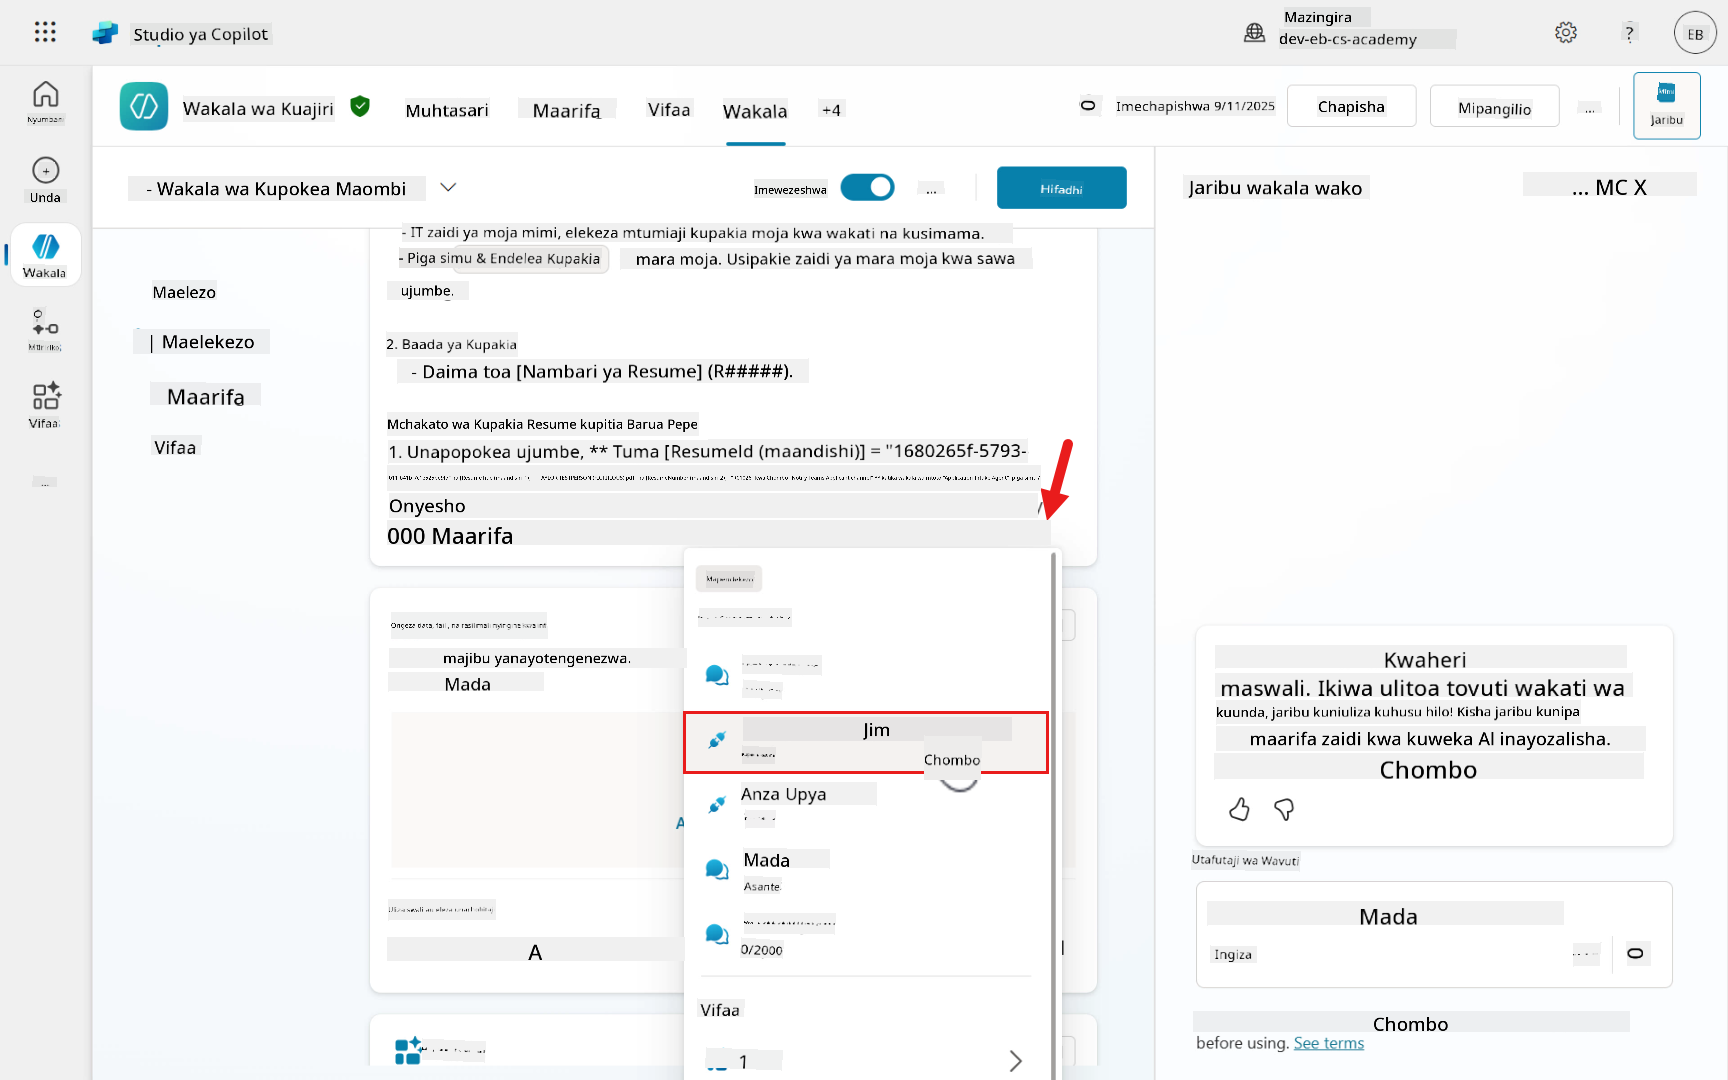 Studio ya Copilot
Mazingira
dev-eb-cs-academy
?
EB
Nyumbani
Unda
Wakala
Vifaa
...
Wakala wa Kuajiri
Muhtasari
Maarifa
Vifaa
Wakala
+4
Imechapishwa 9/11/2025
Chapisha
Mipangilio
...
Jaribu
- Wakala wa Kupokea Maombi
Imewezeshwa
...
Hifadhi
Maelezo
| Maelekezo
Maarifa
Vifaa
- IT zaidi ya moja mimi, elekeza mtumiaji kupakia moja kwa wakati na kusimama.
- Piga simu & Endelea Kupakia mara moja. Usipakie zaidi ya mara moja kwa sawa
ujumbe.
2. Baada ya Kupakia
- Daima toa [Nambari ya Resume] (R#####).
Mchakato wa Kupakia Resume kupitia Barua Pepe
1. Unapopokea ujumbe, ** Tuma [ResumeId (maandishi)] = "1680265f-5793-
Onyesho /
000 Maarifa
majibu yanayotengenezwa.
Mada
A
Mapendekezo
Jim
Chombo
Anza Upya
Mada
Asante
0/2000
Vifaa
1
Jaribu wakala wako
... MC X
Kwaheri
maswali. Ikiwa ulitoa tovuti wakati wa
kuunda, jaribu kuniuliza kuhusu hilo! Kisha jaribu kunipa
maarifa zaidi kwa kuweka AI inayozalisha.
Chombo
Utafutaji wa Wavuti
Mada
Ingiza
Chombo
before using. See terms